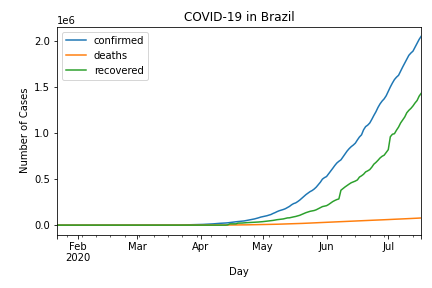 COVID-19 in Brazil
1e6
confirmed
deaths
recovered
2.0
1.5
1.0
0.5
0.0
Number of Cases
Feb Mar Apr May Jun Jul
2020
Day